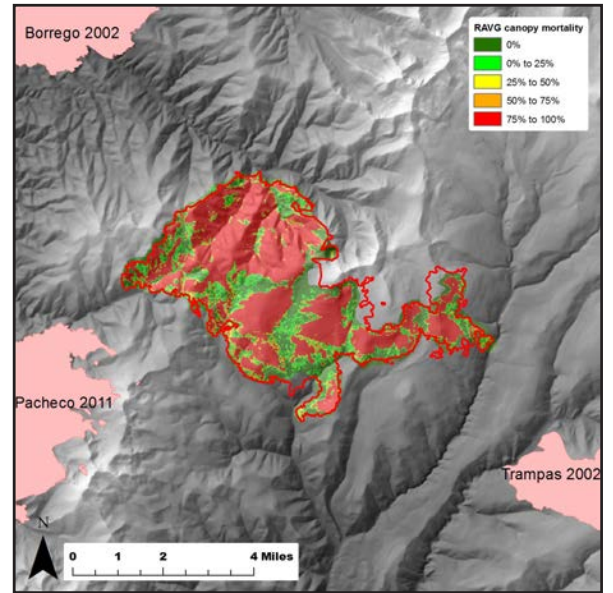 Borrego 2002
RAVG canopy mortality
0%
0% to 25%
25% to 50%
50% to 75%
75% to 100%
Pacheco 2011
Trampas 2002
N
0 1 2 4 Miles